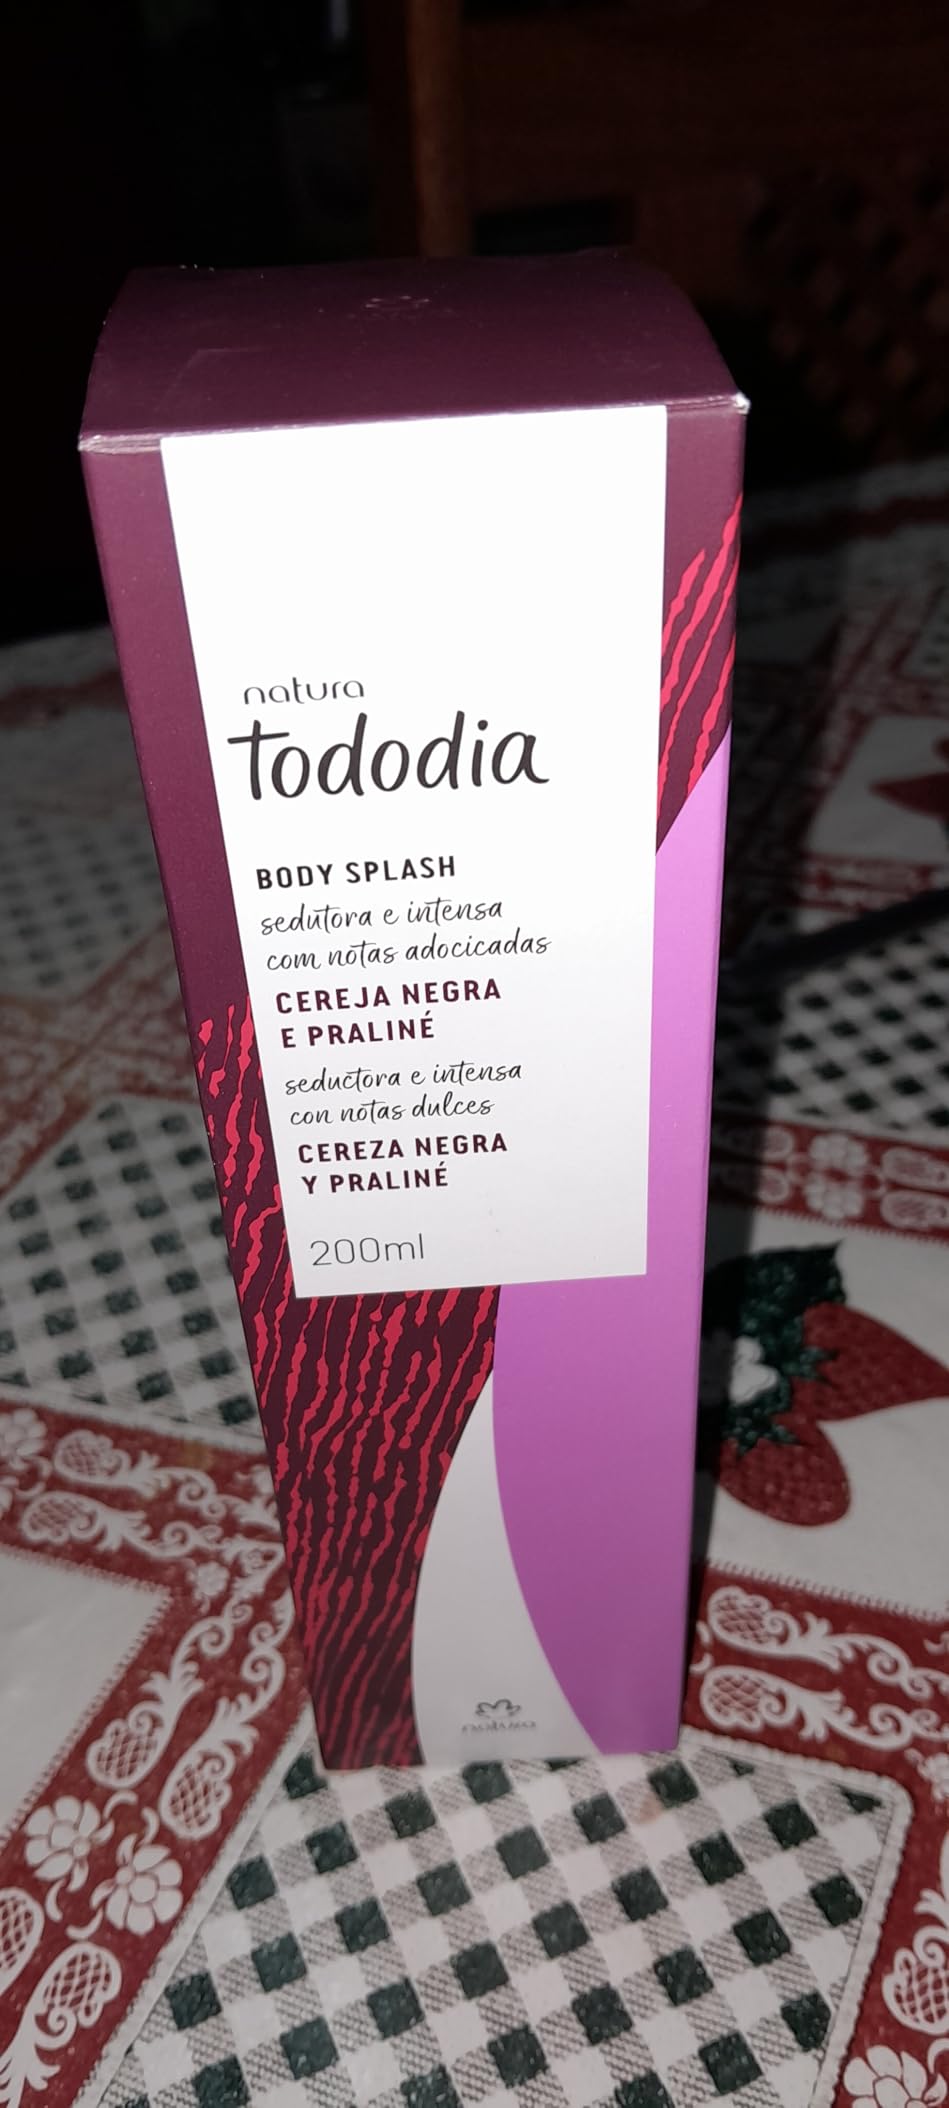 natura
tododia
BODY SPLASH
sedutora e intensa
com notas adocicadas
CEREJA NEGRA
E PRALINÉ
seductora e intensa
con notas dulces
CEREZA NEGRA
Y PRALINÉ
200ml
natura